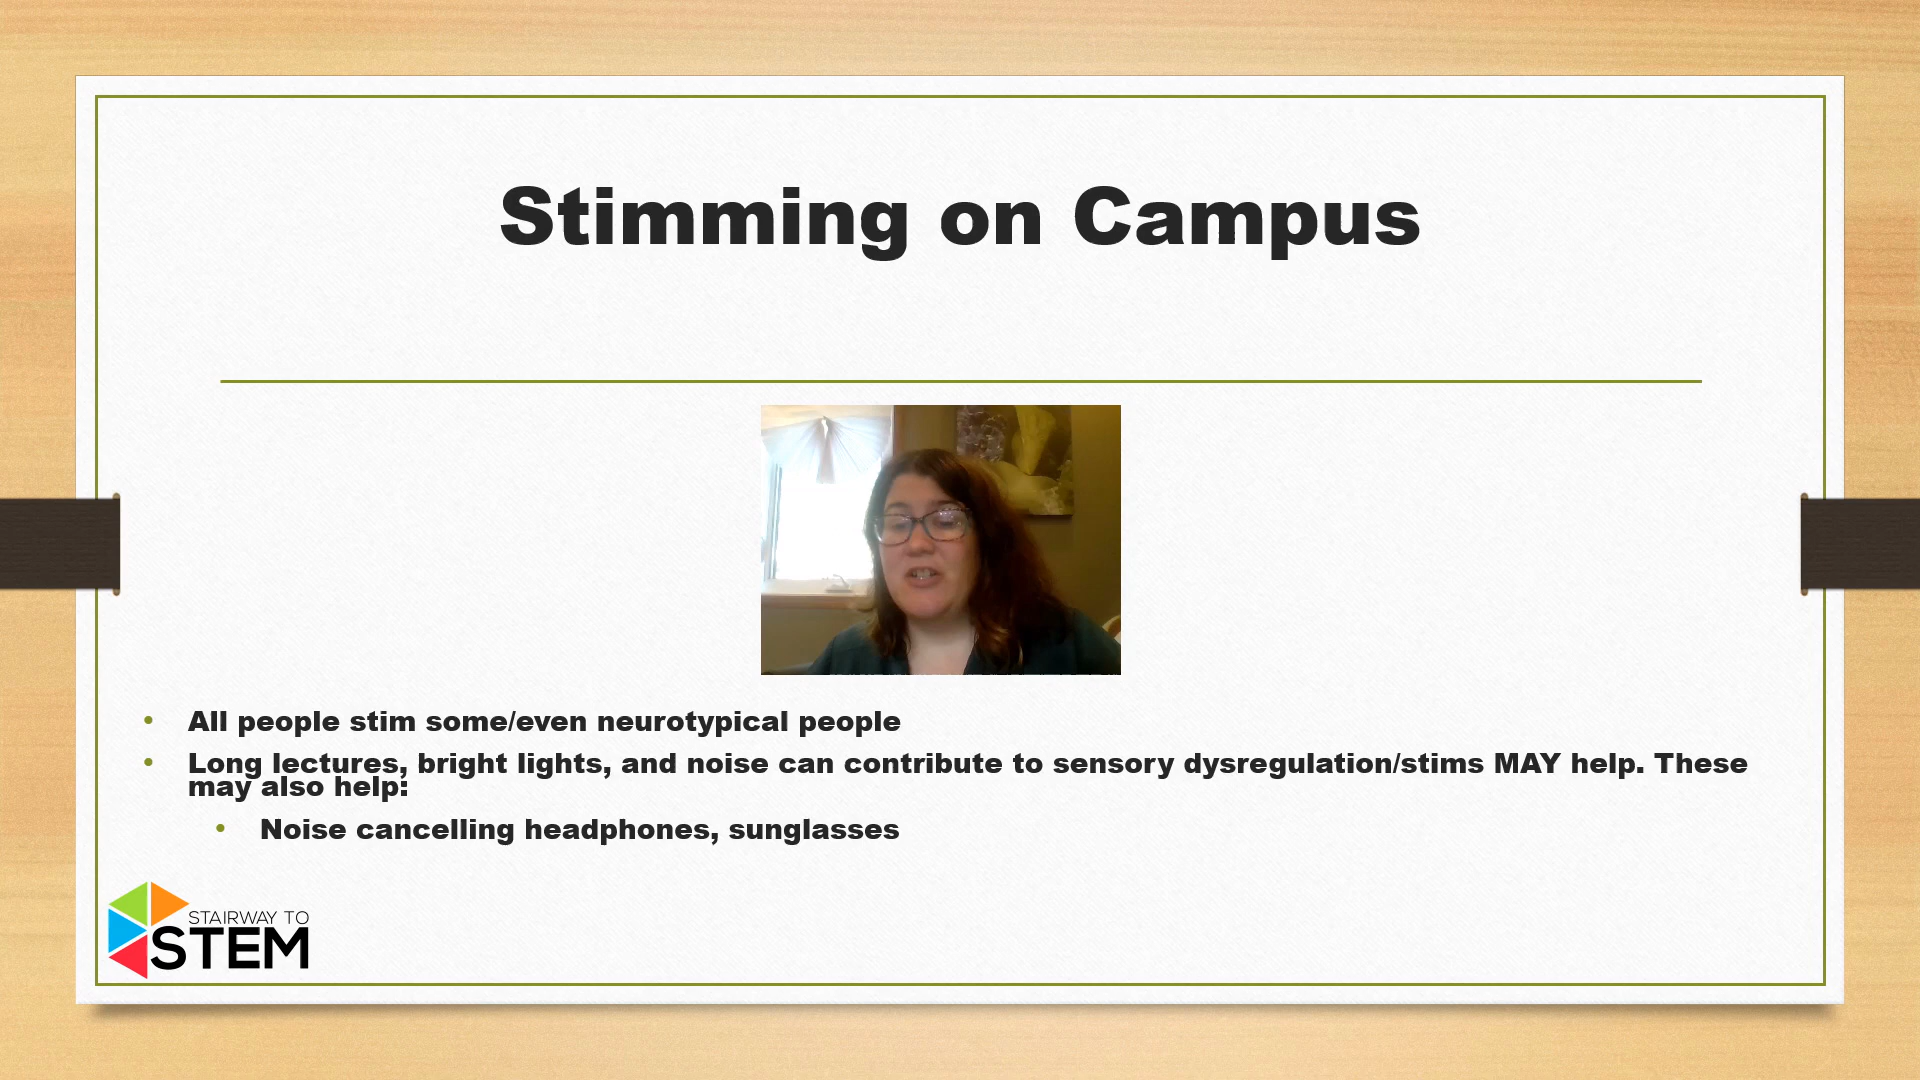 Stimming on Campus
All people stim some/even neurotypical people
Long lectures, bright lights, and noise can contribute to sensory dysregulation/stims MAY help. These
may also help:
Noise cancelling headphones, sunglasses
STAIRWAY TO
STEM